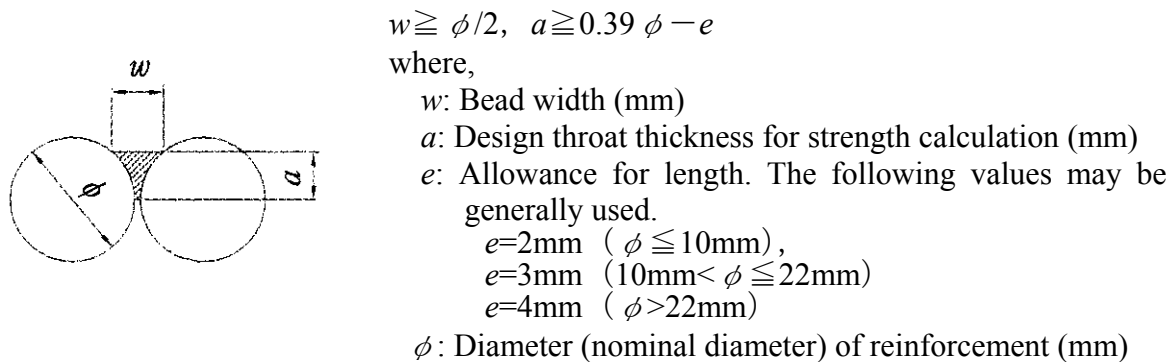 w≧ φ/2, a≧0.39 φ－e
where,
w: Bead width (mm)
a: Design throat thickness for strength calculation (mm)
e: Allowance for length. The following values may be
generally used.
e=2mm （ φ≦10mm）,
e=3mm （10mm< φ≦22mm）
e=4mm （ φ>22mm）
φ: Diameter (nominal diameter) of reinforcement (mm)
w
φ
a